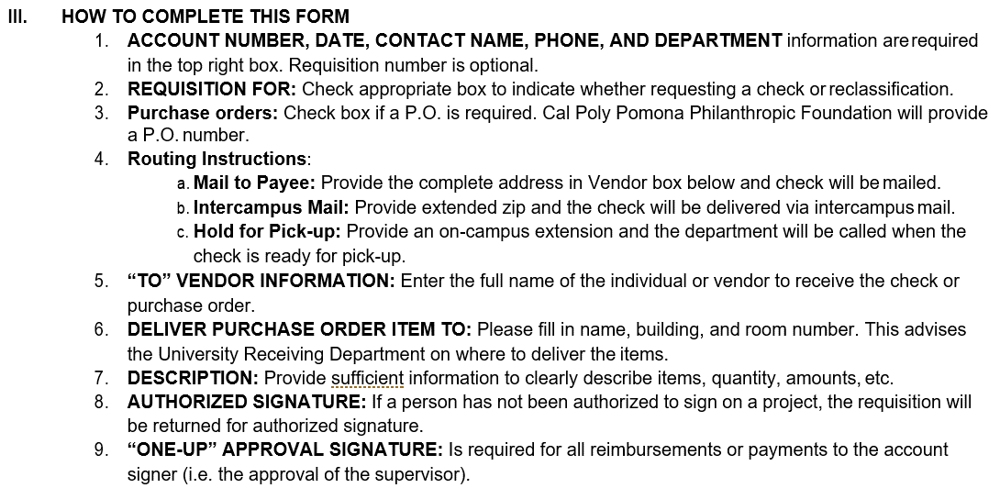 III. HOW TO COMPLETE THIS FORM
1. ACCOUNT NUMBER, DATE, CONTACT NAME, PHONE, AND DEPARTMENT information are required
in the top right box. Requisition number is optional.
2. REQUISITION FOR: Check appropriate box to indicate whether requesting a check or reclassification.
3. Purchase orders: Check box if a P.O. is required. Cal Poly Pomona Philanthropic Foundation will provide
a P.O. number.
4. Routing Instructions:
a. Mail to Payee: Provide the complete address in Vendor box below and check will be mailed.
b. Intercampus Mail: Provide extended zip and the check will be delivered via intercampus mail.
c. Hold for Pick-up: Provide an on-campus extension and the department will be called when the
check is ready for pick-up.
5. “TO” VENDOR INFORMATION: Enter the full name of the individual or vendor to receive the check or
purchase order.
6. DELIVER PURCHASE ORDER ITEM TO: Please fill in name, building, and room number. This advises
the University Receiving Department on where to deliver the items.
7. DESCRIPTION: Provide sufficient information to clearly describe items, quantity, amounts, etc.
8. AUTHORIZED SIGNATURE: If a person has not been authorized to sign on a project, the requisition will
be returned for authorized signature.
9. “ONE-UP” APPROVAL SIGNATURE: Is required for all reimbursements or payments to the account
signer (i.e. the approval of the supervisor).